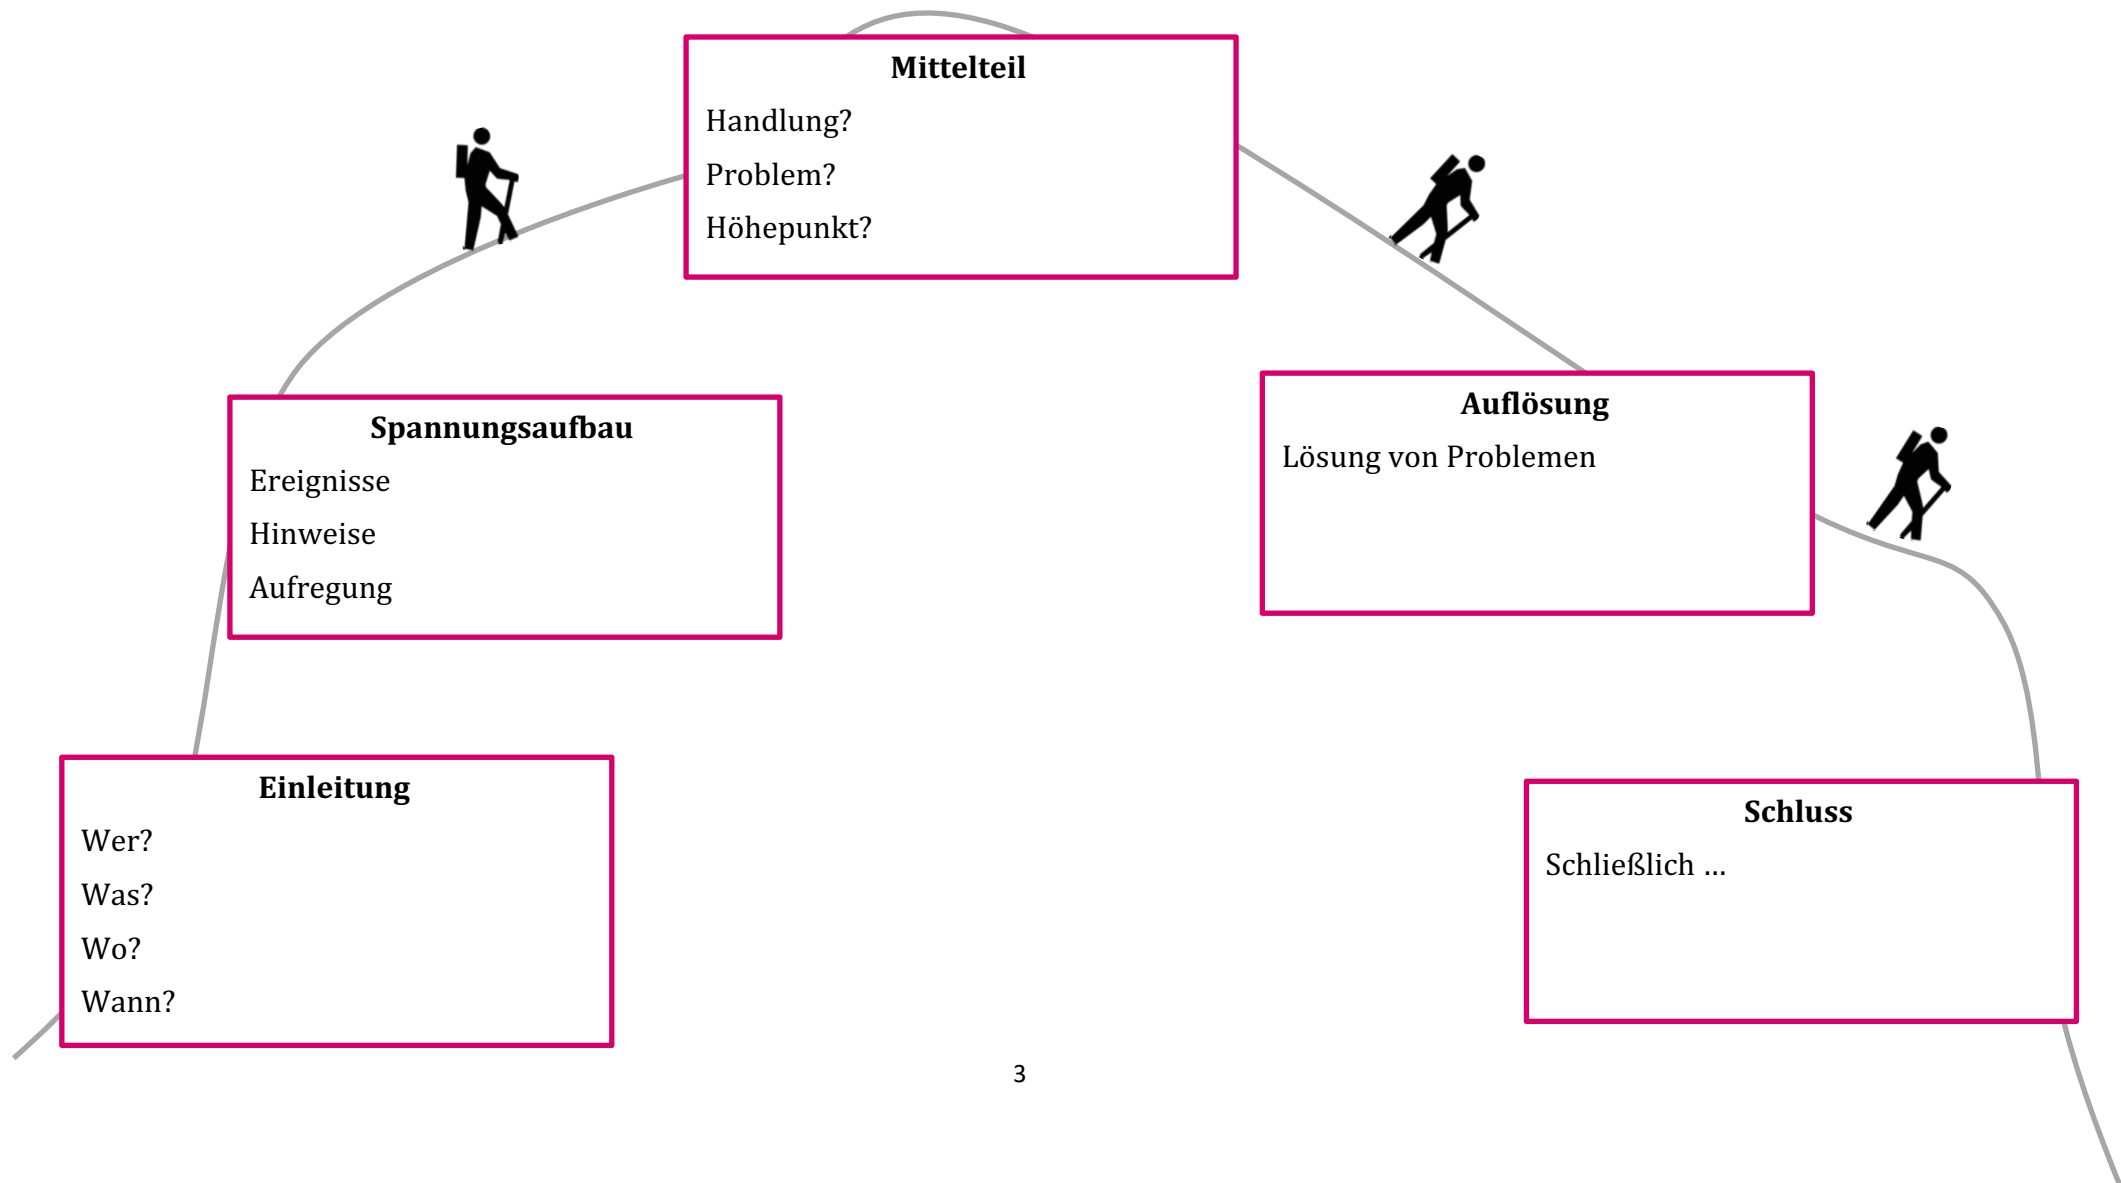 Mittelteil
Handlung?
Problem?
Höhepunkt?
Spannungsaufbau
Ereignisse
Hinweise
Aufregung
Auflösung
Lösung von Problemen
Einleitung
Wer?
Was?
Wo?
Wann?
Schluss
Schließlich …
3